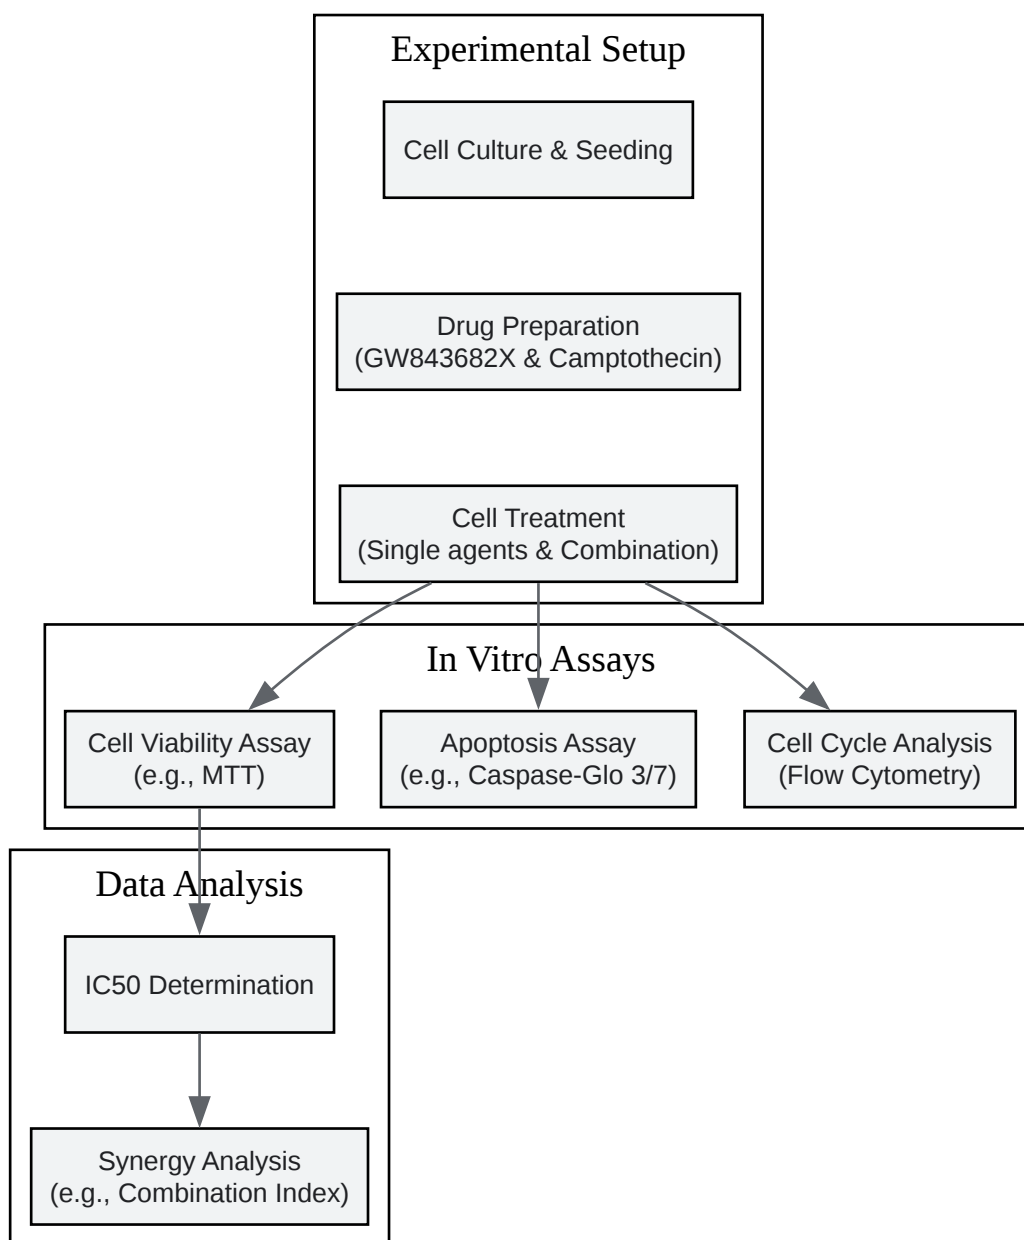 Experimental Setup
Cell Culture & Seeding
Drug Preparation
(GW843682X & Camptothecin)
Cell Treatment
(Single agents & Combination)
In Vitro Assays
Cell Viability Assay
(e.g., MTT)
Apoptosis Assay
(e.g., Caspase-Glo 3/7)
Cell Cycle Analysis
(Flow Cytometry)
Data Analysis
IC50 Determination
Synergy Analysis
(e.g., Combination Index)